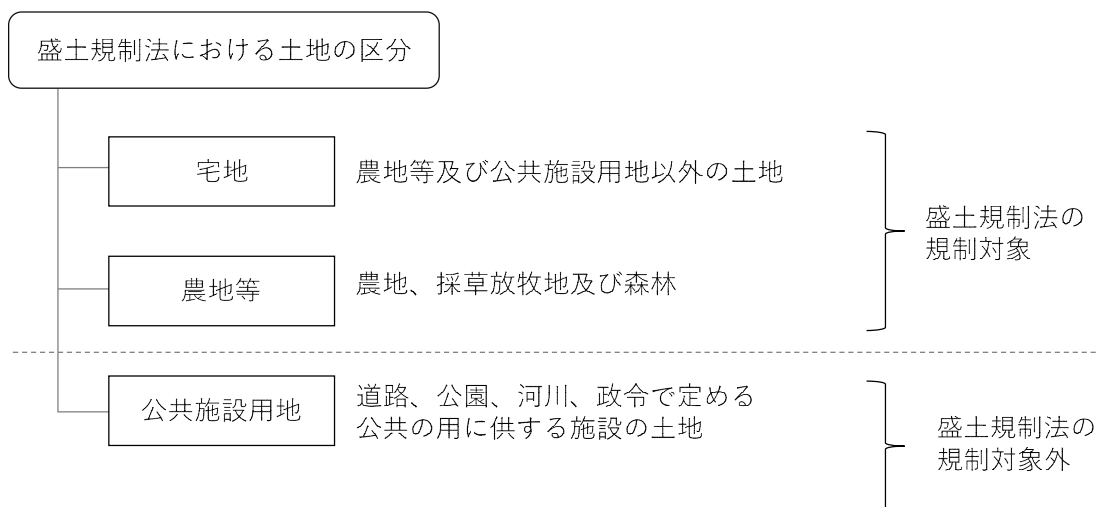 盛土規制法における土地の区分
宅地
農地等及び公共施設用地以外の土地
盛土規制法の
規制対象
農地等
農地、採草放牧地及び森林
公共施設用地
道路、公園、河川、政令で定める
公共の用に供する施設の土地
盛土規制法の
規制対象外